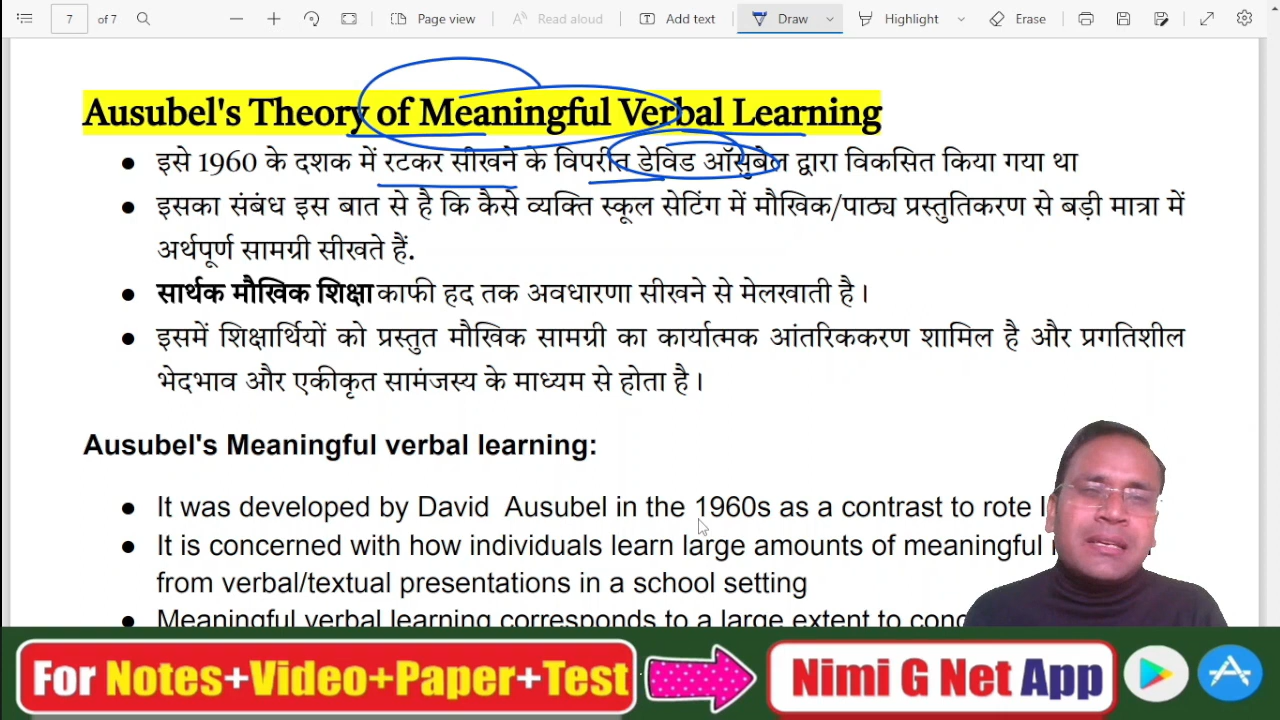 7 of 7 Page view Read aloud Add text Draw Highlight Erase
Ausubel's Theory of Meaningful Verbal Learning
● इसे 1960 के दशक में रटकर सीखने के विपरीत डेविड ऑसुबेल द्वारा विकसित किया गया था
● इसका संबंध इस बात से है कि कैसे व्यक्ति स्कूल सेटिंग में मौखिक/पाठ्य प्रस्तुतिकरण से बड़ी मात्रा में
अर्थपूर्ण सामग्री सीखते हैं.
● सार्थक मौखिक शिक्षा काफी हद तक अवधारणा सीखने से मेलखाती है।
● इसमें शिक्षार्थियों को प्रस्तुत मौखिक सामग्री का कार्यात्मक आंतरिककरण शामिल है और प्रगतिशील
भेदभाव और एकीकृत सामंजस्य के माध्यम से होता है।
Ausubel's Meaningful verbal learning:
● It was developed by David Ausubel in the 1960s as a contrast to rote
● It is concerned with how individuals learn large amounts of meaningful
from verbal/textual presentations in a school setting
● Meaningful verbal learning corresponds to a large extent to
For Notes+Video+Paper+Test Nimi G Net App